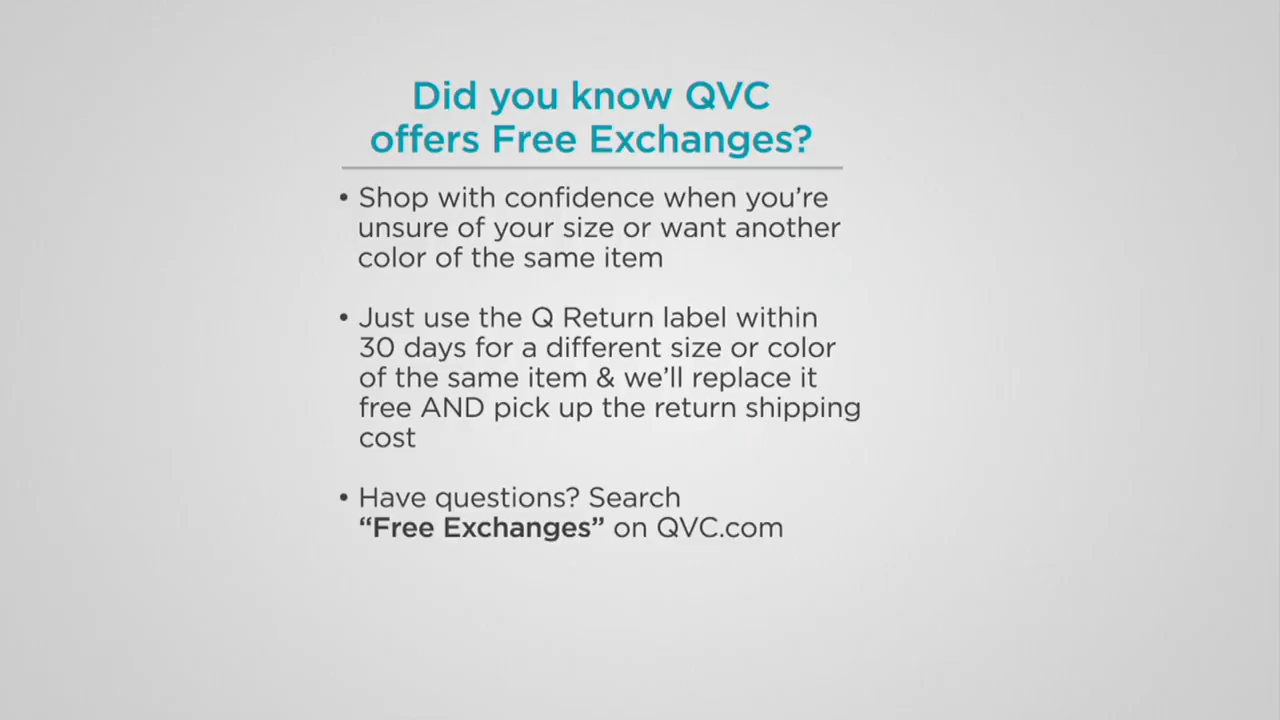 Did you know QVC
offers Free Exchanges?
• Shop with confidence when you’re
unsure of your size or want another
color of the same item
• Just use the Q Return label within
30 days for a different size or color
of the same item & we’ll replace it
free AND pick up the return shipping
cost
• Have questions? Search
“Free Exchanges” on QVC.com